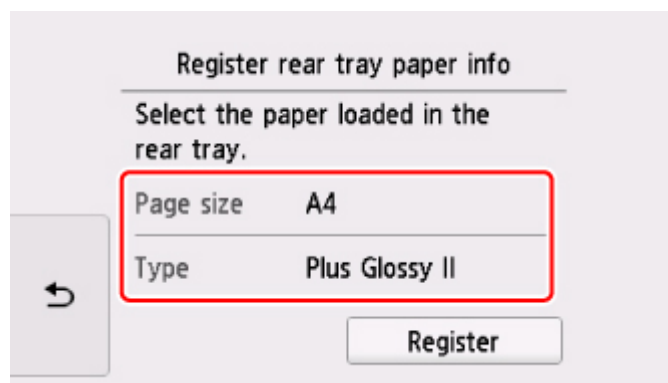 Register rear tray paper info
Select the paper loaded in the
rear tray.
Page size A4
Type Plus Glossy II
Register